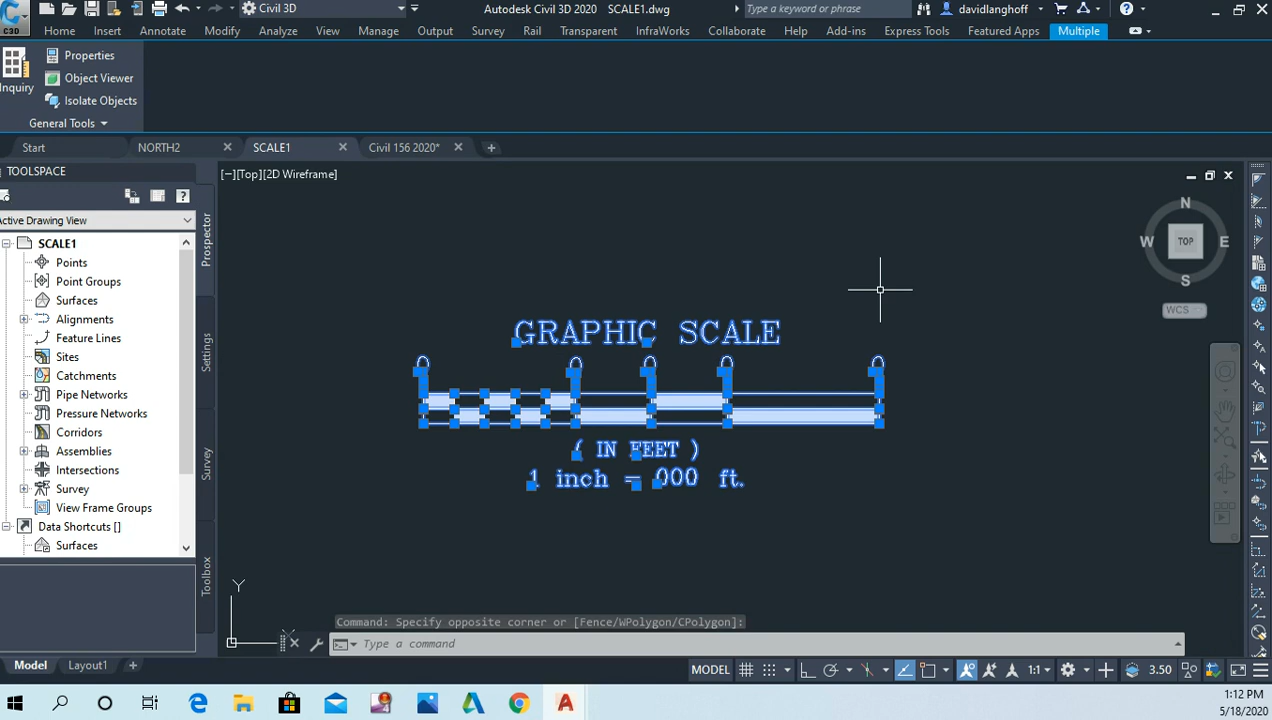 Civil 3D
Autodesk Civil 3D 2020 SCALE1.dwg
Type a keyword or phrase
davidlanghoff
C3D
Home Insert Annotate Modify Analyze View Manage Output Survey Rail Transparent InfraWorks Collaborate Help Add-ins Express Tools Featured Apps Multiple
Properties
Inquiry
Object Viewer
Isolate Objects
General Tools
Start NORTH2 SCALE1 Civil 156 2020*
TOOLSPACE
[−][Top][2D Wireframe]
N
W TOP E
S
WCS
Active Drawing View
Prospector
Settings
Survey
Toolbox
SCALE1
Points
Point Groups
Surfaces
Alignments
Feature Lines
Sites
Catchments
Pipe Networks
Pressure Networks
Corridors
Assemblies
Intersections
Survey
View Frame Groups
Data Shortcuts []
Surfaces
GRAPHIC SCALE
0 0 0 0 0
( IN FEET )
1 inch = 000 ft.
Y
X
Command: Specify opposite corner or [Fence/WPolygon/CPolygon]:
Type a command
Model Layout1
MODEL 1:1 3.50
1:12 PM
5/18/2020